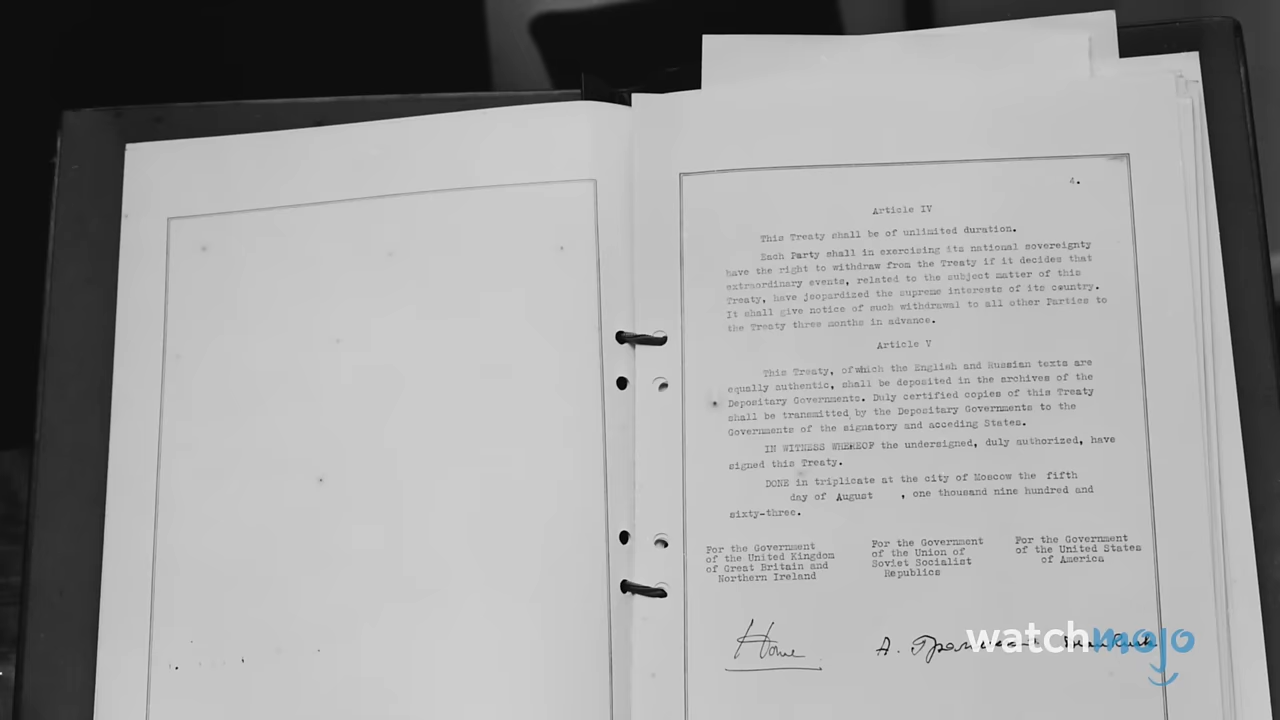 4.
Article IV
This Treaty shall be of unlimited duration.
Each Party shall in exercising its national sovereignty
have the right to withdraw from the Treaty if it decides that
extraordinary events, related to the subject matter of this
Treaty, have jeopardized the supreme interests of its country.
It shall give notice of such withdrawal to all other Parties to
the Treaty three months in advance.
Article V
This Treaty, of which the English and Russian texts are
equally authentic, shall be deposited in the archives of the
Depositary Governments. Duly certified copies of this Treaty
shall be transmitted by the Depositary Governments to the
Governments of the signatory and acceding States.
IN WITNESS WHEREOF the undersigned, duly authorized, have
signed this Treaty.
DONE in triplicate at the city of Moscow the fifth
day of August , one thousand nine hundred and
sixty-three.
For the Government
of the United Kingdom
of Great Britain and
Northern Ireland
For the Government
of the Union of
Soviet Socialist
Republics
For the Government
of the United States
of America
Home
А.
watchmojo